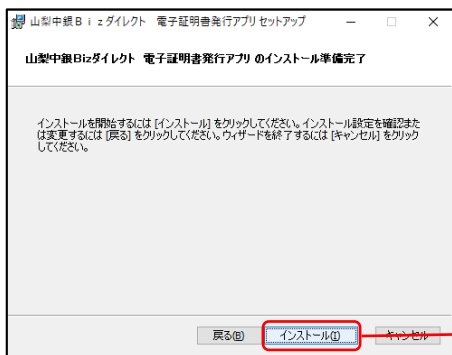 山梨中銀Ｂｉｚダイレクト　電子証明書発行アプリ セットアップ
山梨中銀Bizダイレクト 電子証明書発行アプリ のインストール準備完了
インストールを開始するには [インストール] をクリックしてください。インストール設定を確認また
は変更するには [戻る] をクリックしてください。ウィザードを終了するには [キャンセル] をクリック
してください。
戻る(B)
インストール(I)
キャンセル